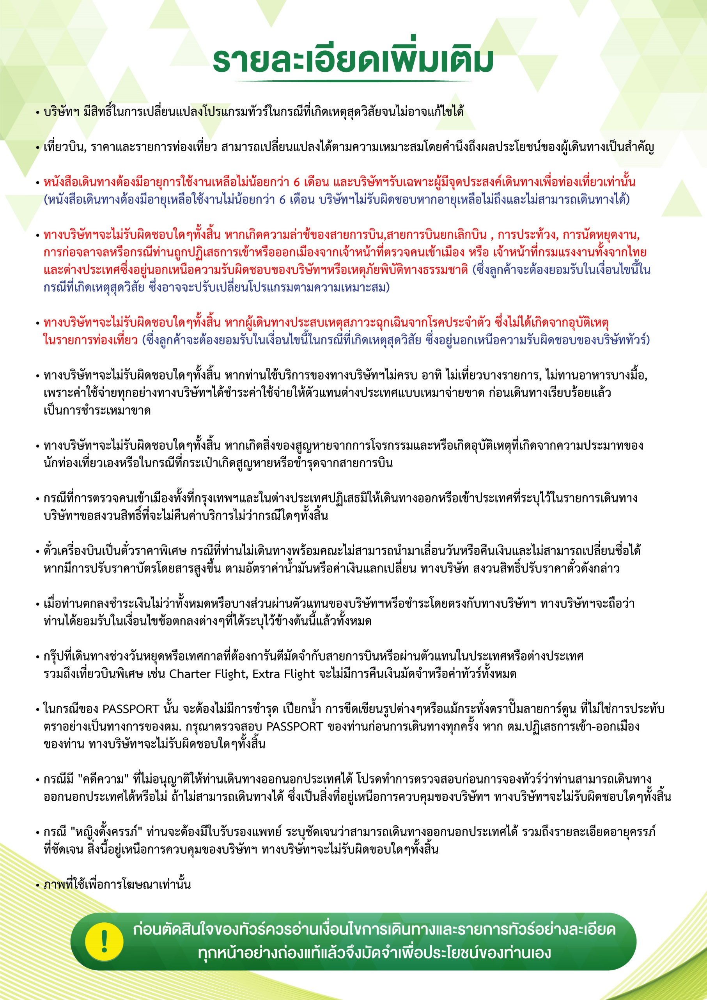 รายละเอียดเพิ่มเติม
• บริษัทฯ มีสิทธิ์ในการเปลี่ยนแปลงโปรแกรมทัวร์ในกรณีที่เกิดเหตุสุดวิสัยจนไม่อาจแก้ไขได้
• เที่ยวบิน, ราคาและรายการท่องเที่ยว สามารถเปลี่ยนแปลงได้ตามความเหมาะสมโดยคำนึงถึงผลประโยชน์ของผู้เดินทางเป็นสำคัญ
• หนังสือเดินทางต้องมีอายุการใช้งานเหลือไม่น้อยกว่า 6 เดือน และบริษัทฯรับเฉพาะผู้มีจุดประสงค์เดินทางเพื่อท่องเที่ยวเท่านั้น
(หนังสือเดินทางต้องมีอายุเหลือใช้งานไม่น้อยกว่า 6 เดือน บริษัทฯไม่รับผิดชอบหากอายุเหลือไม่ถึงและไม่สามารถเดินทางได้)
• ทางบริษัทฯจะไม่รับผิดชอบใดๆทั้งสิ้น หากเกิดความล่าช้ของสายการบิน,สายการบินยกเลิกบิน , การประท้วง, การนัดหยุดงาน,
การก่อจลาจลหรือกรณีท่านถูกปฏิเสธการเข้าหรือออกเมืองจากเจ้าหน้าที่ตรวจคนเข้าเมือง หรือ เจ้าหน้าที่กรมแรงงานทั้งจากไทย
และต่างประเทศซึ่งอยู่นอกเหนือความรับผิดชอบของบริษัทฯหรือเหตุภัยพิบัติทางธรรมชาติ (ซึ่งลูกค้าจะต้องยอมรับในเงื่อนไขนี้ใน
กรณีที่เกิดเหตุสุดวิสัย ซึ่งอาจจะปรับเปลี่ยนโปรแกรมตามความเหมาะสม)
• ทางบริษัทฯจะไม่รับผิดชอบใดๆทั้งสิ้น หากผู้เดินทางประสบเหตุสภาวะฉุกเฉินจากโรคประจำตัว ซึ่งไม่ได้เกิดจากอุบัติเหตุ
ในรายการท่องเที่ยว (ซึ่งลูกค้าจะต้องยอมรับในเงื่อนไขนี้ในกรณีที่เกิดเหตุสุดวิสัย ซึ่งอยู่นอกเหนือความรับผิดชอบของบริษัททัวร์)
• ทางบริษัทฯจะไม่รับผิดชอบใดๆทั้งสิ้น หากท่านใช้บริการของทางบริษัทฯไม่ครบ อาทิ ไม่เที่ยวบางรายการ, ไม่ทานอาหารบางมื้อ,
เพราะค่าใช้จ่ายทุกอย่างทางบริษัทฯได้ชำระค่าใช้จ่ายให้ตัวแทนต่างประเทศแบบเหมาจ่ายขาด ก่อนเดินทางเรียบร้อยแล้ว
เป็นการชำระเหมาขาด
• ทางบริษัทฯจะไม่รับผิดชอบใดๆทั้งสิ้น หากเกิดสิ่งของสูญหายจากการโจรกรรมและหรือเกิดอุบัติเหตุที่เกิดจากความประมาทของ
นักท่องเที่ยวเองหรือในกรณีที่กระเป๋าเกิดสูญหายหรือชำรุดจากสายการบิน
• กรณีที่การตรวจคนเข้าเมืองทั้งที่กรุงเทพฯและในต่างประเทศปฏิเสธมิให้เดินทางออกหรือเข้าประเทศที่ระบุไว้ในรายการเดินทาง
บริษัทฯขอสงวนสิทธิ์ที่จะไม่คืนค่าบริการไม่ว่ากรณีใดๆทั้งสิ้น
• ตั๋วเครื่องบินเป็นตั๋วราคาพิเศษ กรณีที่ท่านไม่เดินทางพร้อมคณะไม่สามารถนำมาเลื่อนวันหรือคืนเงินและไม่สามารถเปลี่ยนชื่อได้
หากมีการปรับราคาบัตรโดยสารสูงขึ้น ตามอัตราค่าน้ำมันหรือค่าเงินแลกเปลี่ยน ทางบริษัท สงวนสิทธิ์ปรับราคาตั๋วดังกล่าว
• เมื่อท่านตกลงชำระเงินไม่ว่าทั้งหมดหรือบางส่วนผ่านตัวแทนของบริษัทฯหรือชำระโดยตรงกับทางบริษัทฯ ทางบริษัทฯจะถือว่า
ท่านได้ยอมรับในเงื่อนไขข้อตกลงต่างๆที่ได้ระบุไว้ข้างต้นนี้แล้วทั้งหมด
• กรุ๊ปที่เดินทางช่วงวันหยุดหรือเทศกาลที่ต้องการันตีมัดจำกับสายการบินหรือผ่านตัวแทนในประเทศหรือต่างประเทศ
รวมถึงเที่ยวบินพิเศษ เช่น Charter Flight, Extra Flight จะไม่มีการคืนเงินมัดจำหรือค่าทัวร์ทั้งหมด
• ในกรณีของ PASSPORT นั้น จะต้องไม่มีการชำรุด เปียกน้ำ การขีดเขียนรูปต่างๆหรือแม้กระทั่งตราปั๊มลายการ์ตูน ที่ไม่ใช่การประทับ
ตราอย่างเป็นทางการของตม. กรุณาตรวจสอบ PASSPORT ของท่านก่อนการเดินทางทุกครั้ง หาก ตม.ปฏิเสธการเข้า-ออกเมือง
ของท่าน ทางบริษัทฯจะไม่รับผิดชอบใดๆทั้งสิ้น
• กรณีมี "คดีความ" ที่ไม่อนุญาติให้ท่านเดินทางออกนอกประเทศได้ โปรดทำการตรวจสอบก่อนการจองทัวร์ว่าท่านสามารถเดินทาง
ออกนอกประเทศได้หรือไม่ ถ้าไม่สามารถเดินทางได้ ซึ่งเป็นสิ่งที่อยู่เหนือการควบคุมของบริษัทฯ ทางบริษัทฯจะไม่รับผิดชอบใดๆทั้งสิ้น
• กรณี "หญิงตั้งครรภ์" ท่านจะต้องมีใบรับรองแพทย์ ระบุชัดเจนว่าสามารถเดินทางออกนอกประเทศได้ รวมถึงรายละเอียดอายุครรภ์
ที่ชัดเจน สิ่งนี้อยู่เหนือการควบคุมของบริษัทฯ ทางบริษัทฯจะไม่รับผิดขอบใดๆทั้งสิ้น
• ภาพที่ใช้เพื่อการโฆษณาเท่านั้น
! ก่อนตัดสินใจของทัวร์ควรอ่านเงื่อนไขการเดินทางและรายการทัวร์อย่างละเอียด
ทุกหน้าอย่างถ่องแท้แล้วจึงมัดจำเพื่อประโยชน์ของท่านเอง